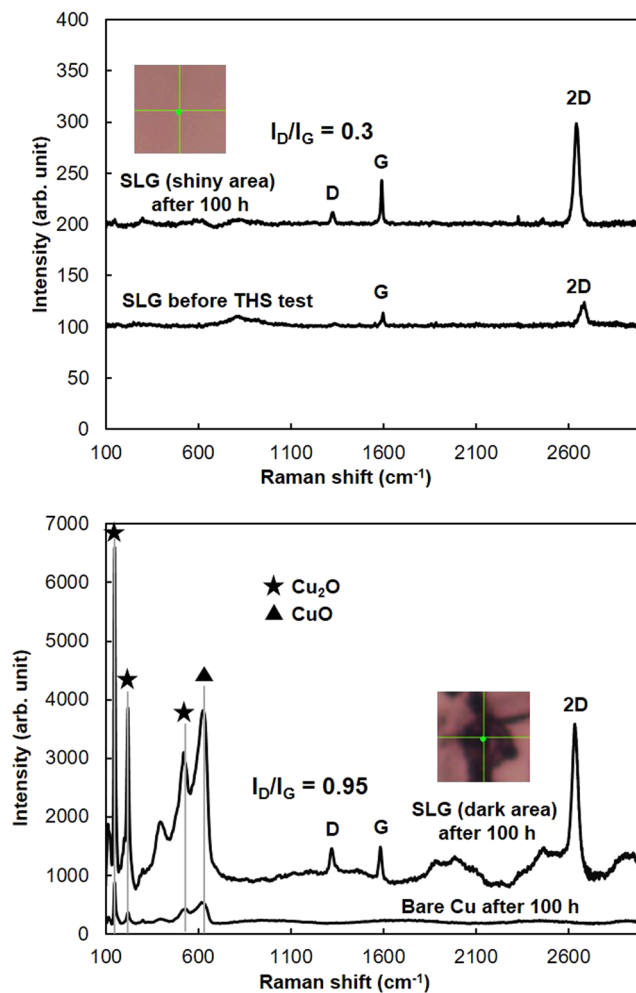 400
350
300
250
200
150
100
50
0
Intensity (arb. unit)
SLG (shiny area)
after 100 h
I_D/I_G = 0.3
D
G
2D
SLG before THS test
G
2D
100
600
1100
1600
2100
2600
Raman shift (cm⁻¹)
7000
6000
5000
4000
3000
2000
1000
0
Intensity (arb. unit)
★ Cu₂O
▲ CuO
I_D/I_G = 0.95
D
G
2D
SLG (dark area)
after 100 h
Bare Cu after 100 h
100
600
1100
1600
2100
2600
Raman shift (cm⁻¹)